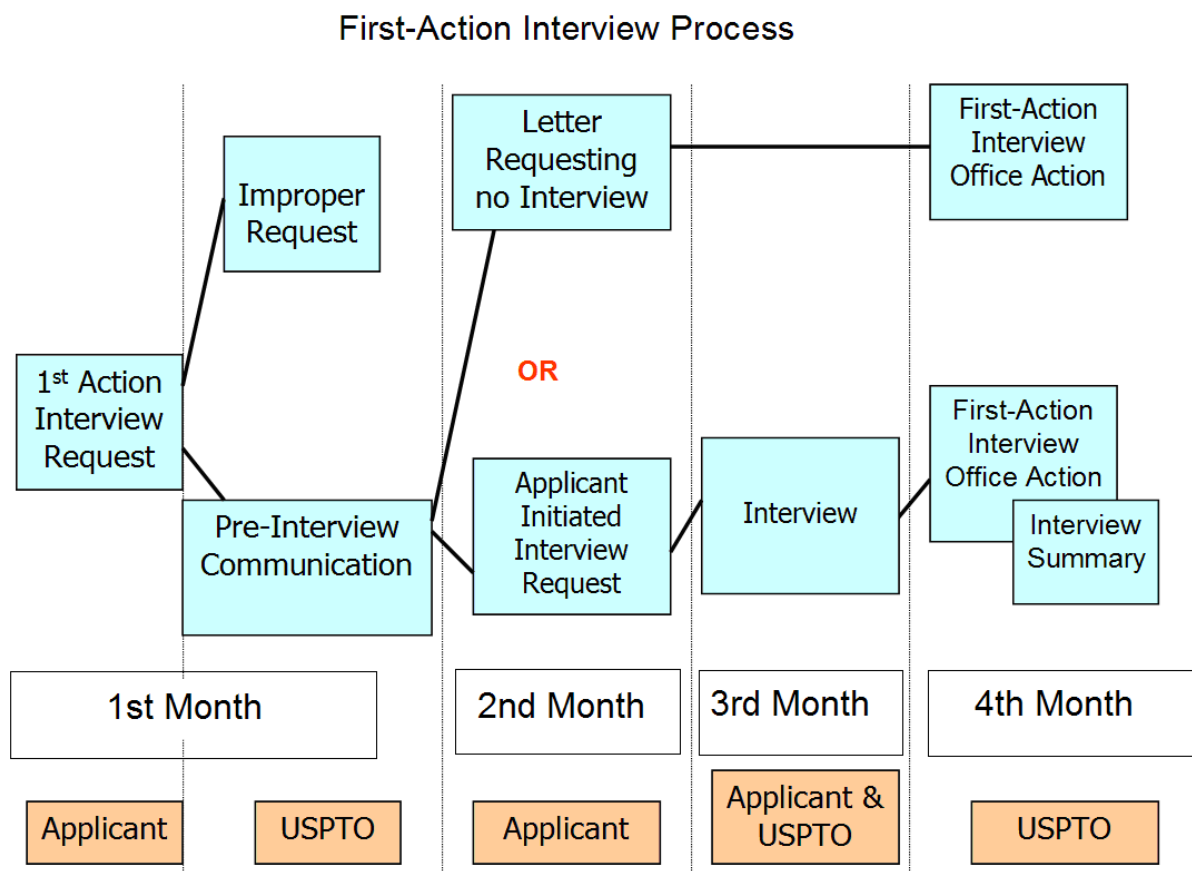 First-Action Interview Process
Improper
Request
Letter
Requesting
no Interview
First-Action
Interview
Office Action
1st Action
Interview
Request
OR
Pre-Interview
Communication
Applicant
Initiated
Interview
Request
Interview
First-Action
Interview
Office Action
Interview
Summary
1st Month
2nd Month
3rd Month
4th Month
Applicant
USPTO
Applicant
Applicant &
USPTO
USPTO